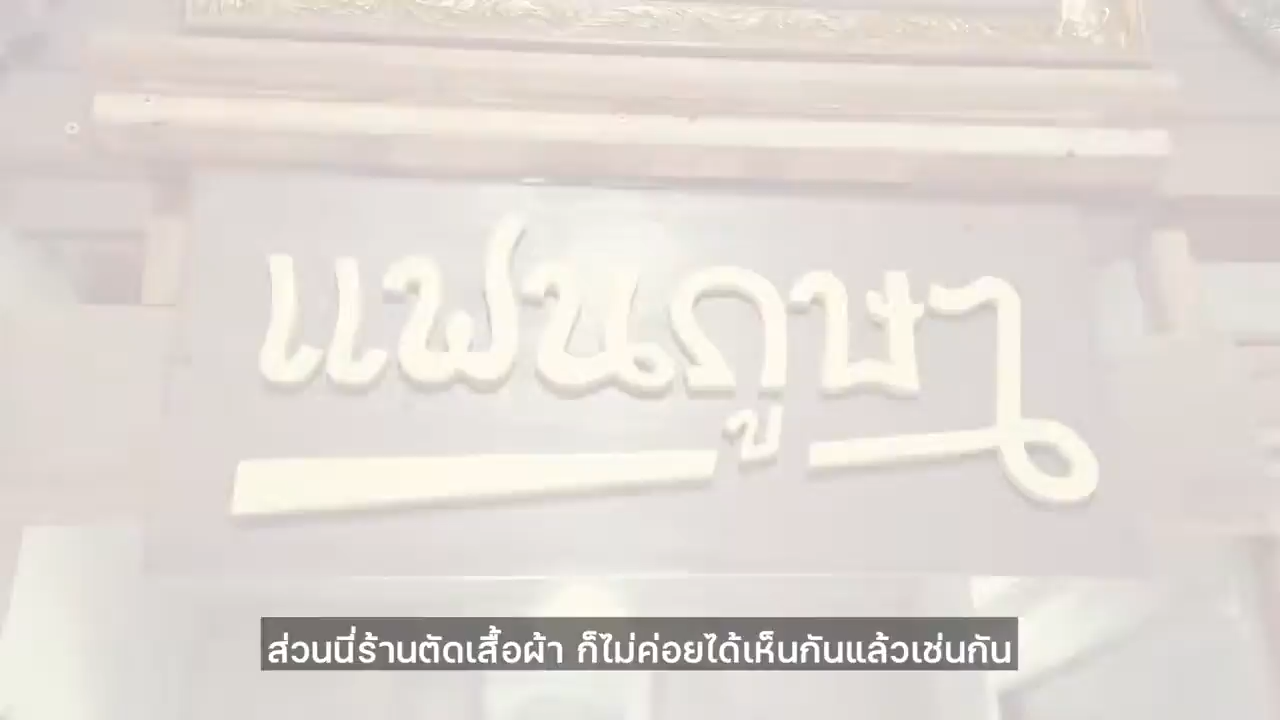 แฟนภูษา
ส่วนนี่ร้านตัดเสื้อผ้า ก็ไม่ค่อยได้เห็นกันแล้วเช่นกัน